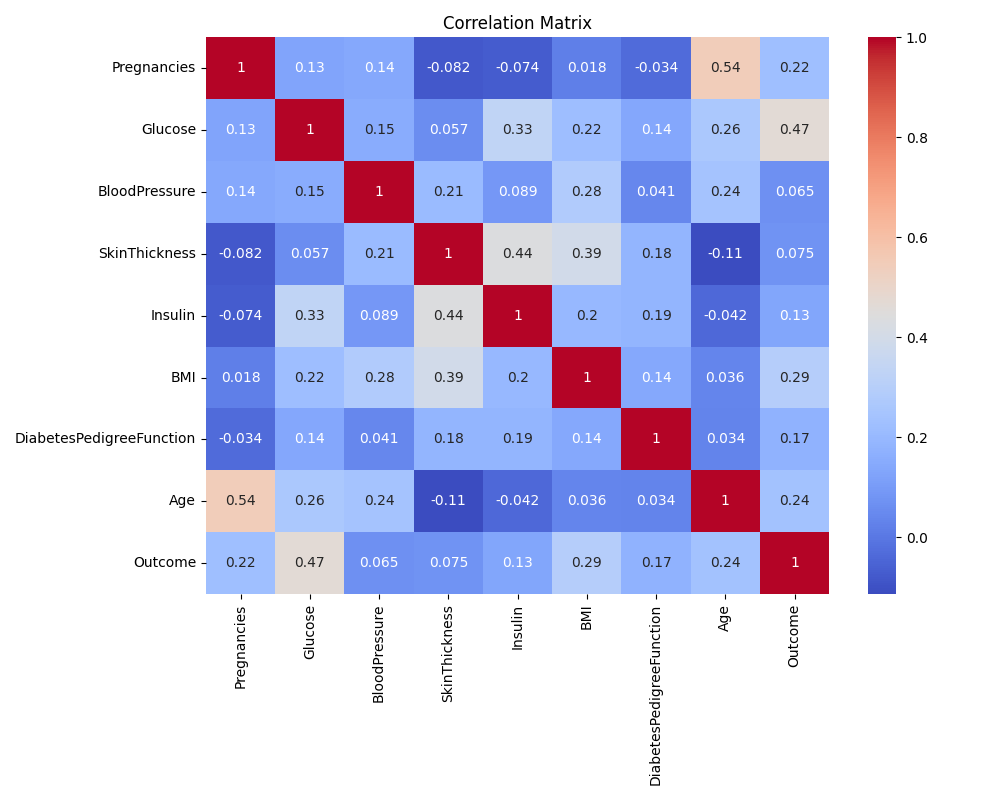 Correlation Matrix
Pregnancies 1 0.13 0.14 -0.082 -0.074 0.018 -0.034 0.54 0.22
Glucose 0.13 1 0.15 0.057 0.33 0.22 0.14 0.26 0.47
BloodPressure 0.14 0.15 1 0.21 0.089 0.28 0.041 0.24 0.065
SkinThickness -0.082 0.057 0.21 1 0.44 0.39 0.18 -0.11 0.075
Insulin -0.074 0.33 0.089 0.44 1 0.2 0.19 -0.042 0.13
BMI 0.018 0.22 0.28 0.39 0.2 1 0.14 0.036 0.29
DiabetesPedigreeFunction -0.034 0.14 0.041 0.18 0.19 0.14 1 0.034 0.17
Age 0.54 0.26 0.24 -0.11 -0.042 0.036 0.034 1 0.24
Outcome 0.22 0.47 0.065 0.075 0.13 0.29 0.17 0.24 1
Pregnancies
Glucose
BloodPressure
SkinThickness
Insulin
BMI
DiabetesPedigreeFunction
Age
Outcome
1.0
0.8
0.6
0.4
0.2
0.0